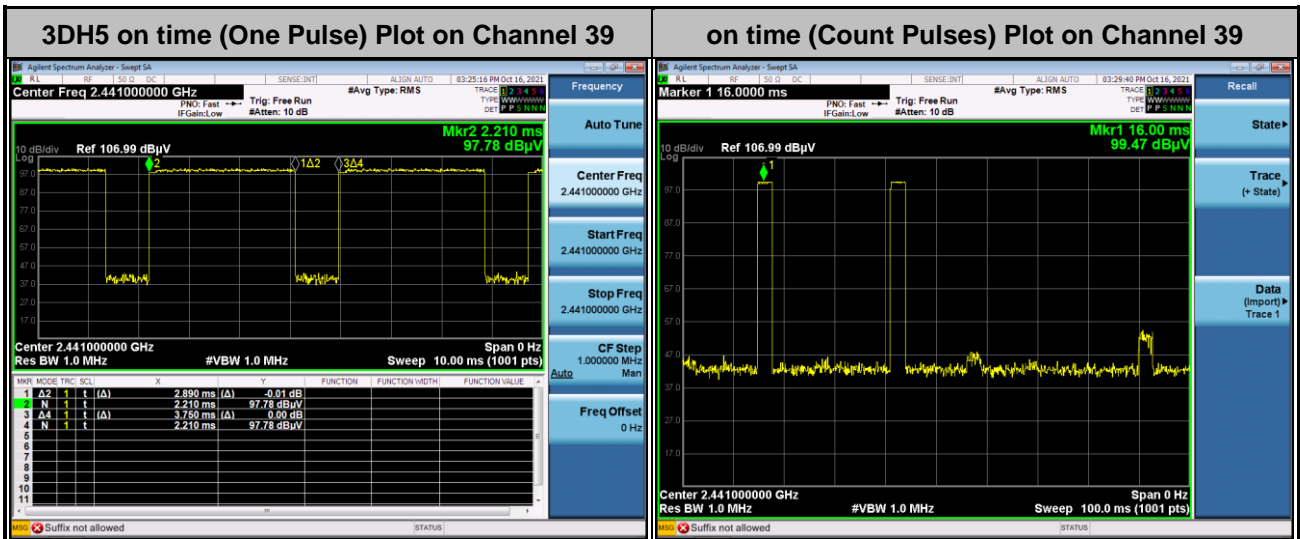 3DH5 on time (One Pulse) Plot on Channel 39
Agilent Spectrum Analyzer - Swept SA
RL RF 50 Ω DC SENSE:INT ALIGN AUTO 03:25:16 PM Oct 16, 2021
Center Freq 2.441000000 GHz
#Avg Type: RMS
TRACE 1 2 3 4 5 6
PNO: Fast Trig: Free Run
TYPE WWWWWW
IFGain:Low #Atten: 10 dB
DET P P S N N N
Mkr2 2.210 ms
97.78 dBµV
10 dB/div Ref 106.99 dBµV
Log
2
1Δ2
3Δ4
97.0
87.0
77.0
67.0
57.0
47.0
37.0
27.0
17.0
Center 2.441000000 GHz Span 0 Hz
Res BW 1.0 MHz #VBW 1.0 MHz Sweep 10.00 ms (1001 pts)
MKR MODE TRC SCL X Y FUNCTION FUNCTION WIDTH FUNCTION VALUE
1 Δ2 1 t (Δ) 2.890 ms (Δ) -0.01 dB
2 N 1 t 2.210 ms 97.78 dBµV
3 Δ4 1 t (Δ) 3.750 ms (Δ) 0.00 dB
4 N 1 t 2.210 ms 97.78 dBµV
5
6
7
8
9
10
11
MSG Suffix not allowed STATUS
Frequency
Auto Tune
Center Freq
2.441000000 GHz
Start Freq
2.441000000 GHz
Stop Freq
2.441000000 GHz
CF Step
1.000000 MHz
Auto Man
Freq Offset
0 Hz
on time (Count Pulses) Plot on Channel 39
Agilent Spectrum Analyzer - Swept SA
RL RF 50 Ω DC SENSE:INT ALIGN AUTO 03:29:40 PM Oct 16, 2021
Marker 1 16.0000 ms
#Avg Type: RMS
TRACE 1 2 3 4 5 6
PNO: Fast Trig: Free Run
TYPE WWWWWW
IFGain:Low #Atten: 10 dB
DET P P S N N N
Mkr1 16.00 ms
99.47 dBµV
10 dB/div Ref 106.99 dBµV
Log
1
97.0
87.0
77.0
67.0
57.0
47.0
37.0
27.0
17.0
Center 2.441000000 GHz Span 0 Hz
Res BW 1.0 MHz #VBW 1.0 MHz Sweep 100.0 ms (1001 pts)
MSG Suffix not allowed STATUS
Recall
State
Trace
(+ State)
Data
(Import)
Trace 1